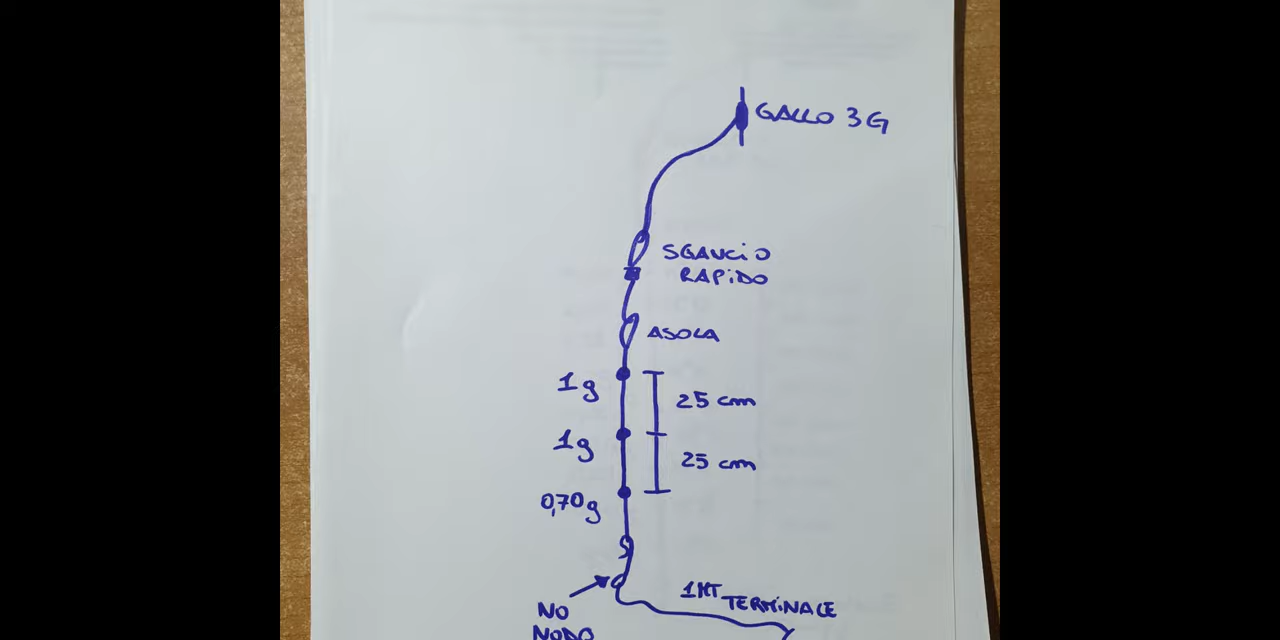 GALLO 3G
SGANCIO
RAPIDO
ASOLA
1g
25 cm
1g
25 cm
0,70g
1MT TERMINALE
NO
NODO